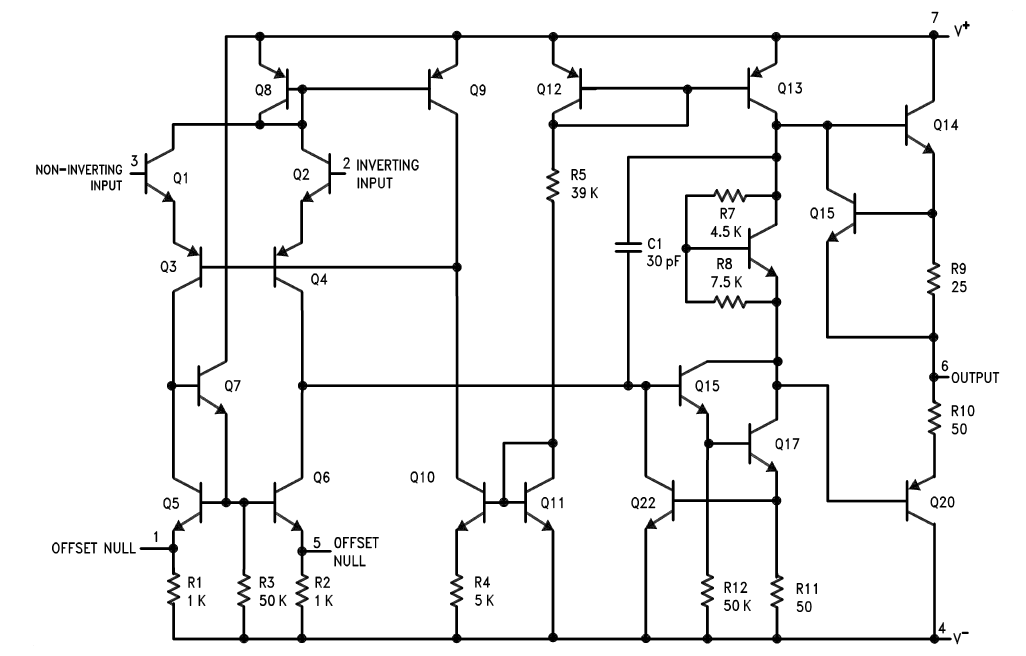 7
V+
Q8
Q9
Q12
Q13
Q14
3
NON-INVERTING
INPUT
Q1
Q2
2 INVERTING
INPUT
R5
39 K
R7
4.5 K
Q15
C1
30 pF
R8
7.5 K
Q3
Q4
R9
25
6
OUTPUT
Q7
Q15
R10
50
Q17
Q5
Q6
Q10
Q11
Q22
Q20
1
OFFSET NULL
5
OFFSET
NULL
R1
1 K
R3
50 K
R2
1 K
R4
5 K
R12
50 K
R11
50
4
V-